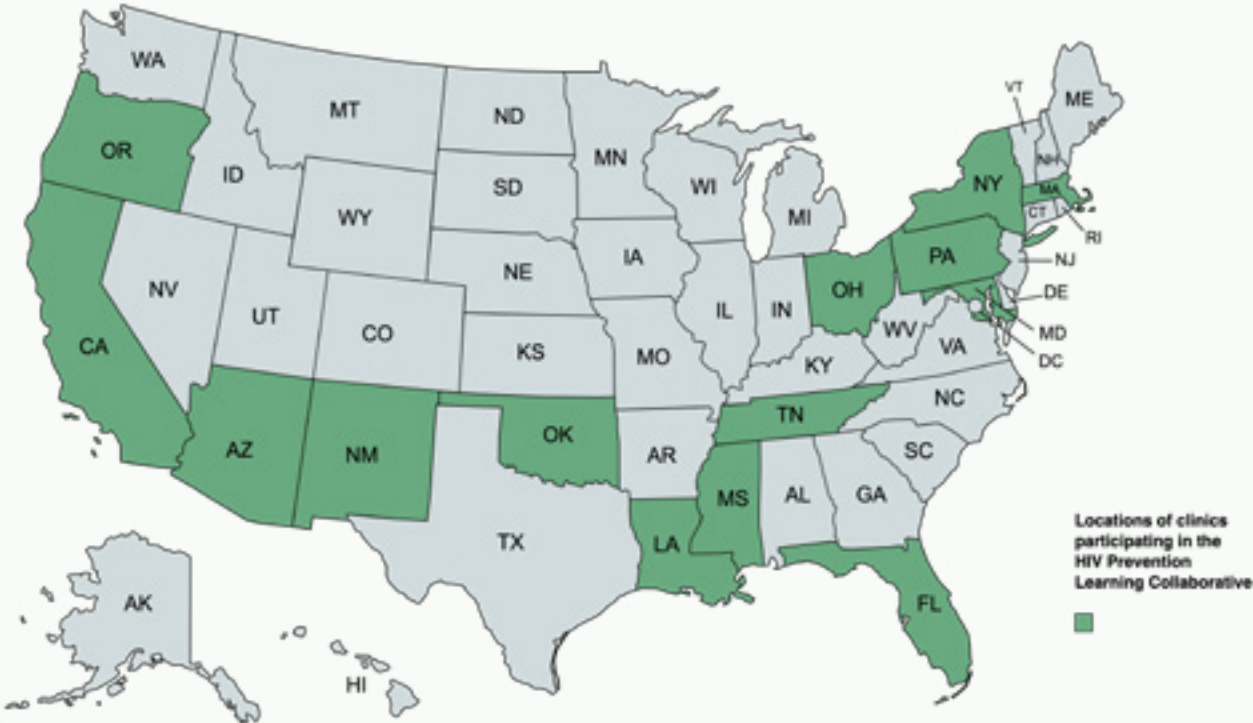 WA
MT
ND
MN
VT
ME
OR
ID
SD
WI
MI
NY
NH
MA
WY
CT
RI
IA
NE
PA
NJ
NV
UT
CO
IL
IN
OH
DE
WV
MD
CA
KS
MO
KY
VA
DC
NC
TN
AZ
NM
OK
AR
SC
MS
AL
GA
TX
LA
Locations of clinics
participating in the
HIV Prevention
Learning Collaborative
AK
FL
HI